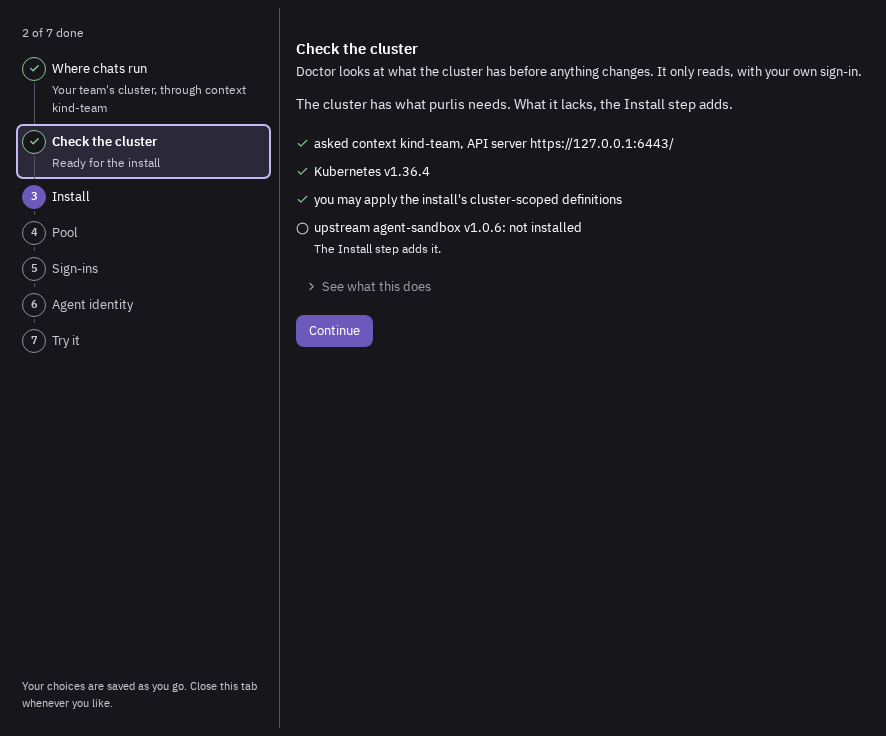 2 of 7 done
Where chats run
Your team's cluster, through context
kind-team
Check the cluster
Ready for the install
3 Install
4 Pool
5 Sign-ins
6 Agent identity
7 Try it
Your choices are saved as you go. Close this tab
whenever you like.
Check the cluster
Doctor looks at what the cluster has before anything changes. It only reads, with your own sign-in.
The cluster has what purlis needs. What it lacks, the Install step adds.
asked context kind-team, API server https://127.0.0.1:6443/
Kubernetes v1.36.4
you may apply the install's cluster-scoped definitions
upstream agent-sandbox v1.0.6: not installed
The Install step adds it.
See what this does
Continue